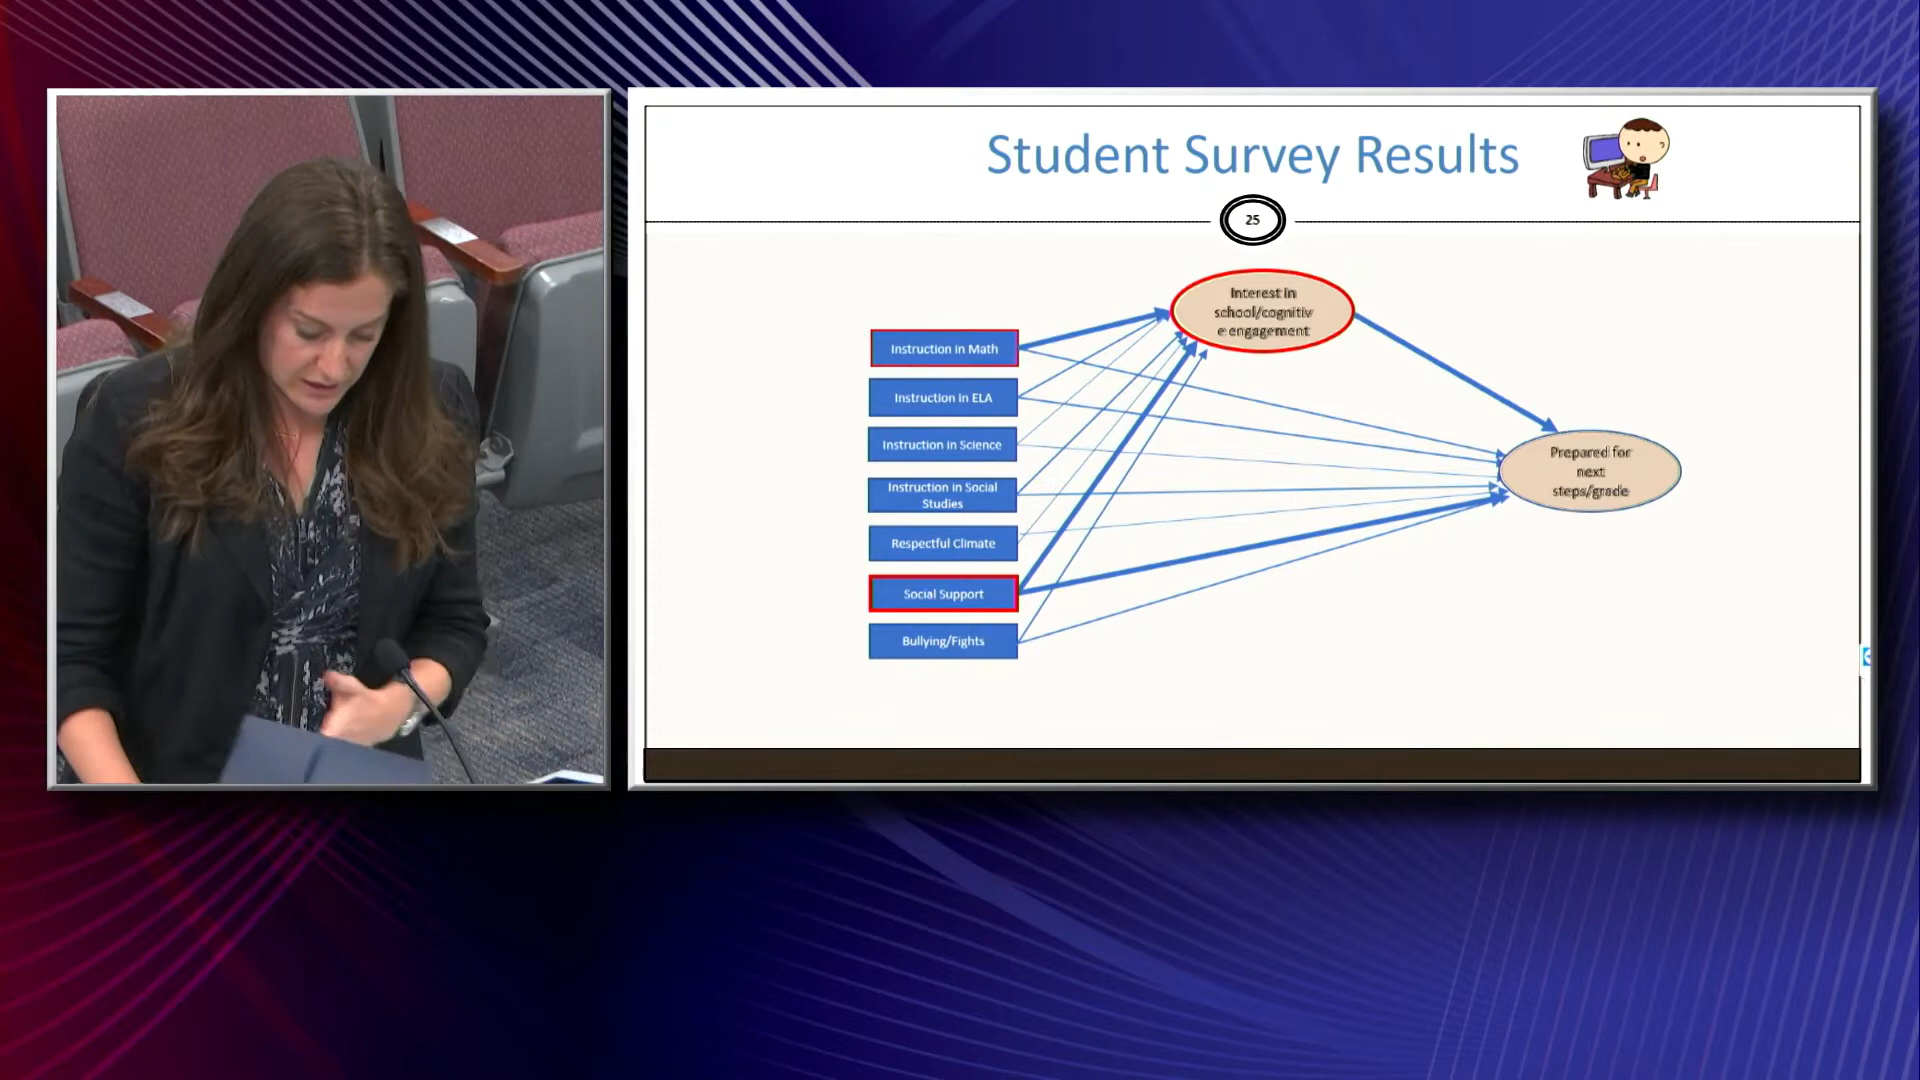 Student Survey Results
25
Interest in
school/cognitiv
e engagement
Instruction in Math
Instruction in ELA
Instruction in Science
Instruction in Social
Studies
Respectful Climate
Social Support
Bullying/Fights
Prepared for
next
steps/grade